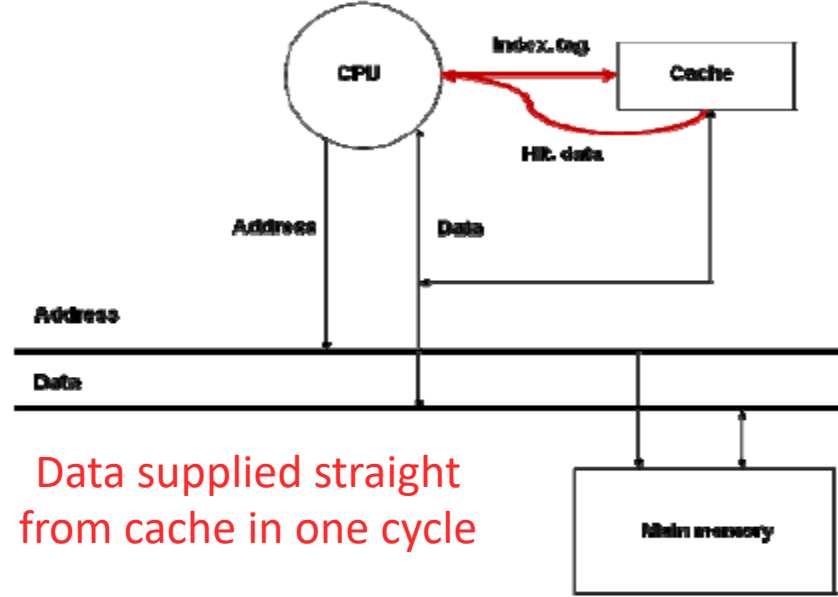 Index, tag
CPU
Cache
Hit, data
Address
Data
Address
Data
Data supplied straight
from cache in one cycle
Main memory